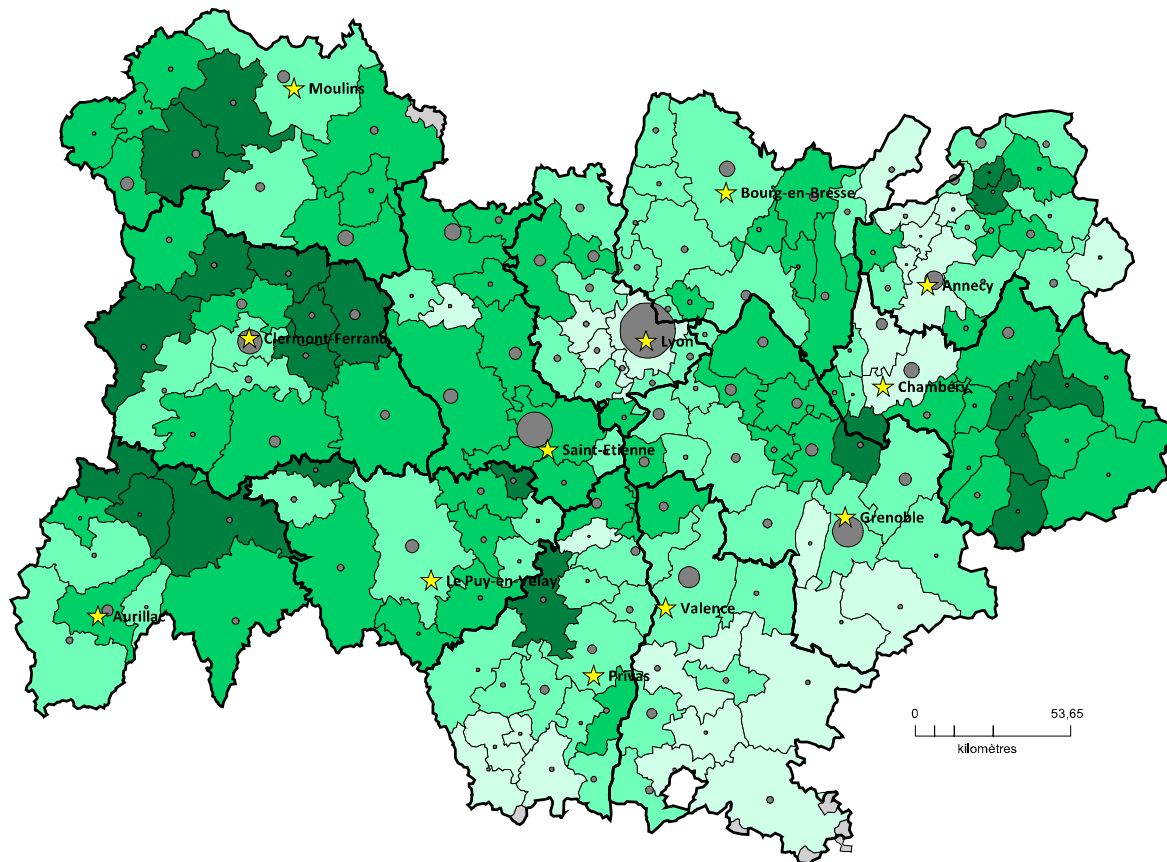 Moulins
Bourg-en-Bresse
Annecy
Clermont-Ferrand
Lyon
Chambéry
Saint-Etienne
Grenoble
Le Puy-en-Velay
Aurillac
Valence
Privas
0 53,65
kilomètres